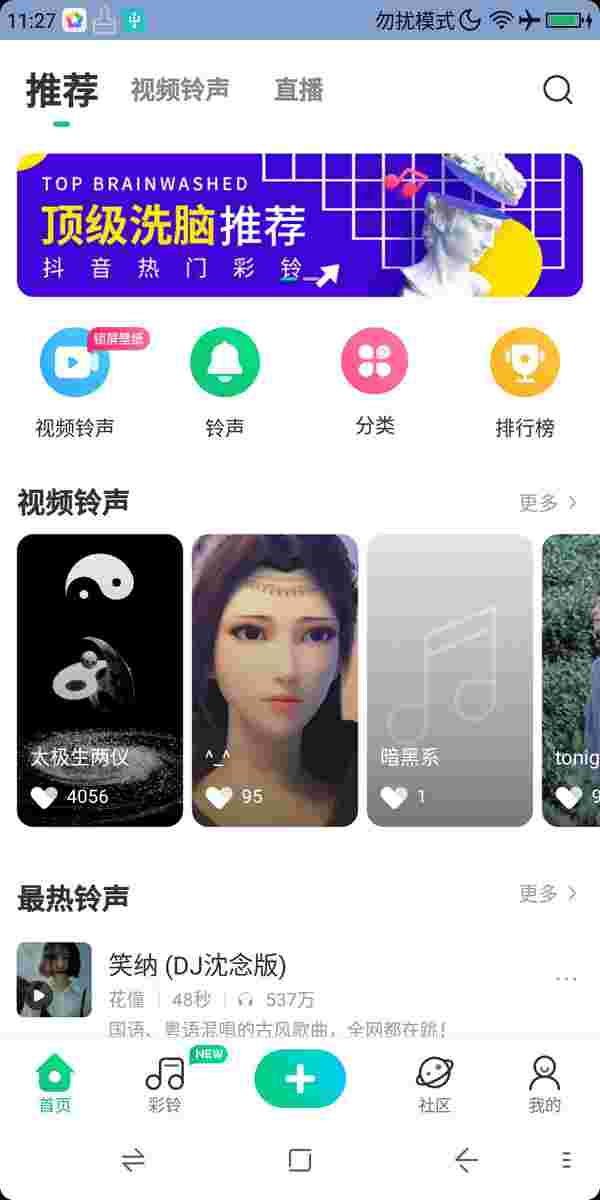 11:27 勿扰模式
推荐 视频铃声 直播
TOP BRAINWASHED
顶级洗脑推荐
抖音热门彩铃
锁屏壁纸
视频铃声 铃声 分类 排行榜
视频铃声 更多
太极生两仪 ^_^ 暗黑系 tonig
4056 95 1 9
最热铃声 更多
笑纳 (DJ沈念版)
花僮 48秒 537万
国语、粤语混唱的古风歌曲，全网都在跳！
NEW
首页 彩铃 社区 我的